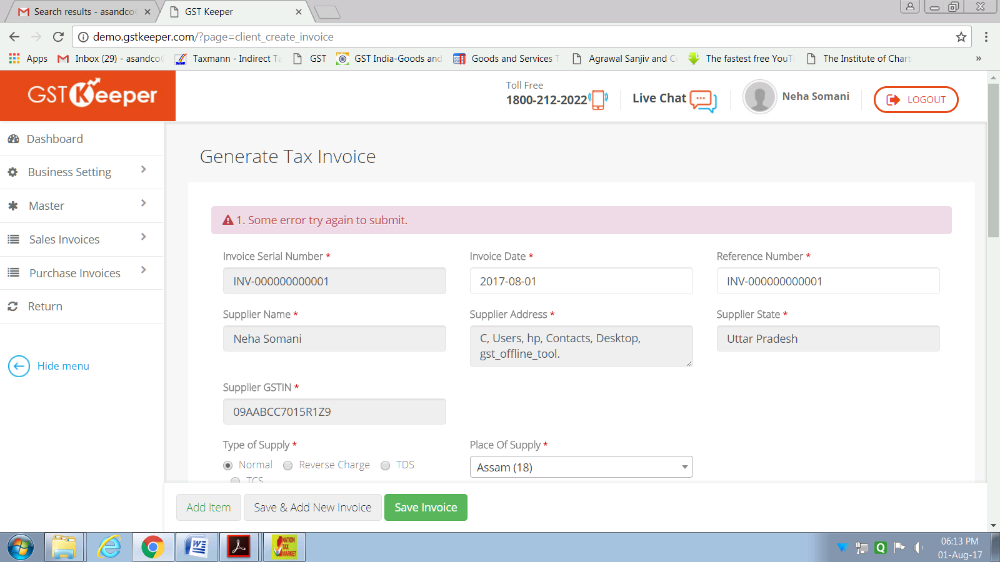 Search results - asandco
GST Keeper
demo.gstkeeper.com/?page=client_create_invoice
Apps
Inbox (29) - asandco
Taxmann - Indirect Ta
GST
GST India-Goods and
Goods and Services T
Agrawal Sanjiv and C
The fastest free YouT
The Institute of Chart
»
GST Keeper
Toll Free
1800-212-2022
Live Chat
Neha Somani
LOGOUT
Dashboard
Business Setting
Master
Sales Invoices
Purchase Invoices
Return
Hide menu
Generate Tax Invoice
1. Some error try again to submit.
Invoice Serial Number *
Invoice Date *
Reference Number *
INV-000000000001
2017-08-01
INV-000000000001
Supplier Name *
Supplier Address *
Supplier State *
Neha Somani
C, Users, hp, Contacts, Desktop,
gst_offline_tool.
Uttar Pradesh
Supplier GSTIN *
09AABCC7015R1Z9
Type of Supply *
Place Of Supply *
Normal
Reverse Charge
TDS
TCS
Assam (18)
Add Item
Save & Add New Invoice
Save Invoice
NATION
TAX
MARKET
06:13 PM
01-Aug-17